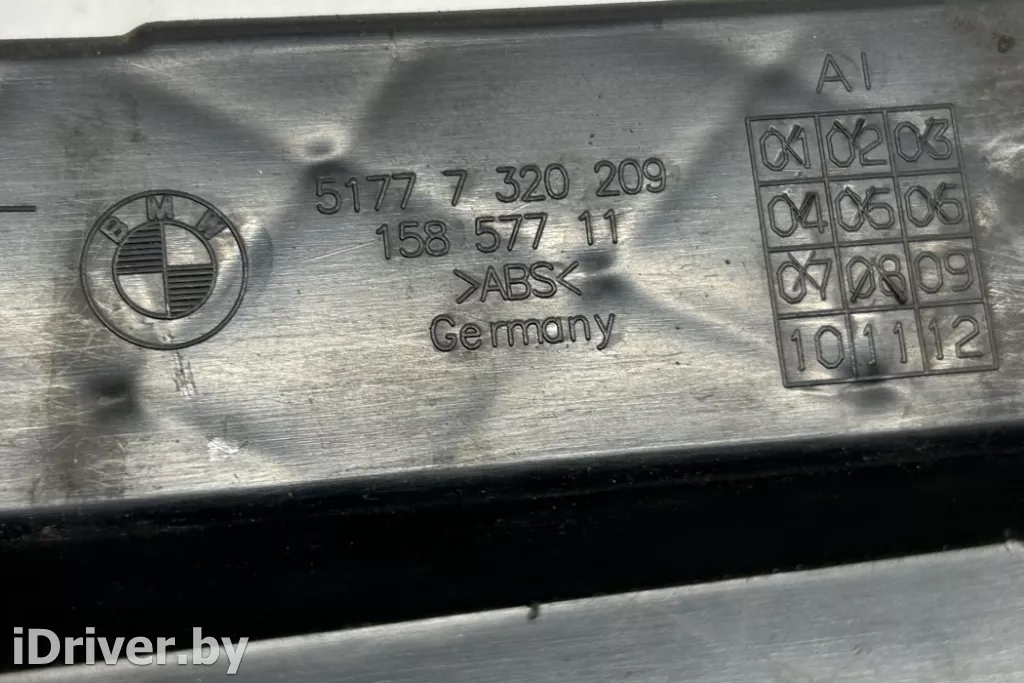 AI
5177 7 320 209
158 577 11
>ABS<
Germany
BMW
01 02 03
04 05 06
07 08 09
10 11 12
iDriver.by